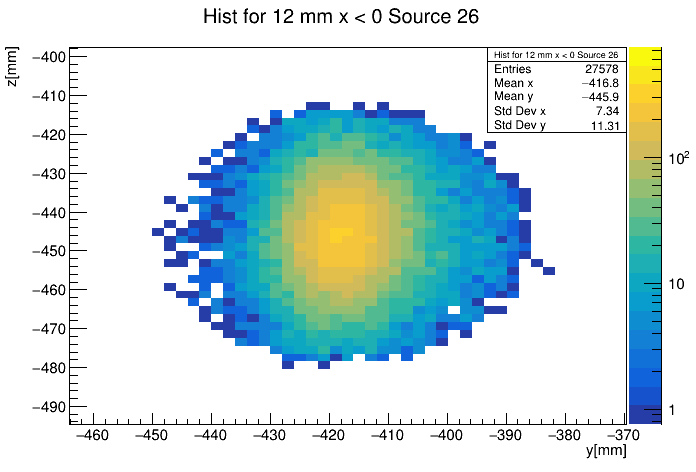 Hist for 12 mm x < 0 Source 26
z[mm]
Hist for 12 mm x < 0 Source 26
Entries 27578
Mean x −416.8
Mean y −445.9
Std Dev x 7.34
Std Dev y 11.31
−400
−410
−420
−430
−440
−450
−460
−470
−480
−490
10²
10
1
−460 −450 −440 −430 −420 −410 −400 −390 −380 −370
y[mm]